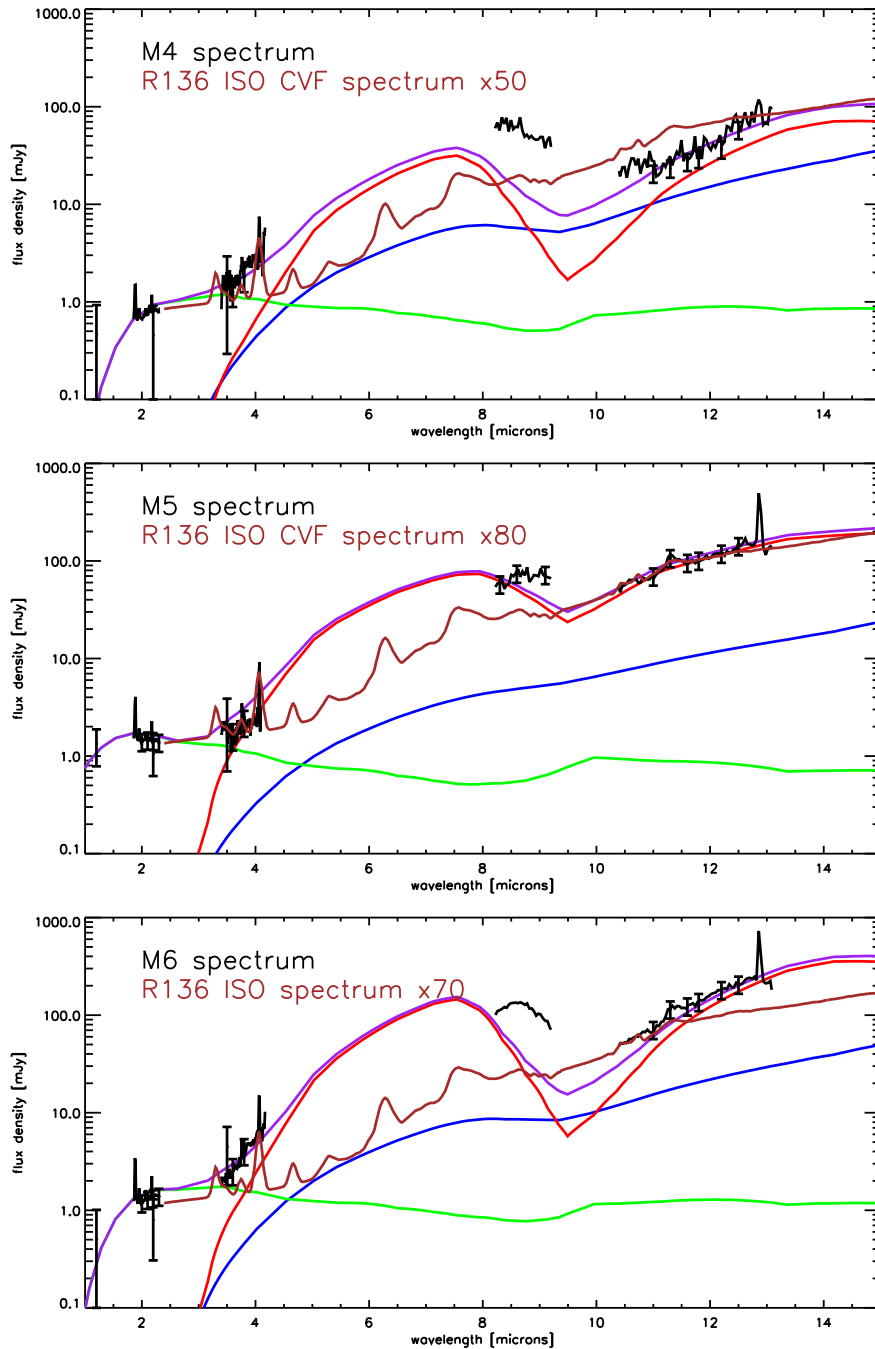 1000.0
100.0
10.0
1.0
0.1
flux density [mJy]
M4 spectrum
R136 ISO CVF spectrum x50
2 4 6 8 10 12 14
wavelength [microns]
1000.0
100.0
10.0
1.0
0.1
flux density [mJy]
M5 spectrum
R136 ISO CVF spectrum x80
2 4 6 8 10 12 14
wavelength [microns]
1000.0
100.0
10.0
1.0
0.1
flux density [mJy]
M6 spectrum
R136 ISO spectrum x70
2 4 6 8 10 12 14
wavelength [microns]